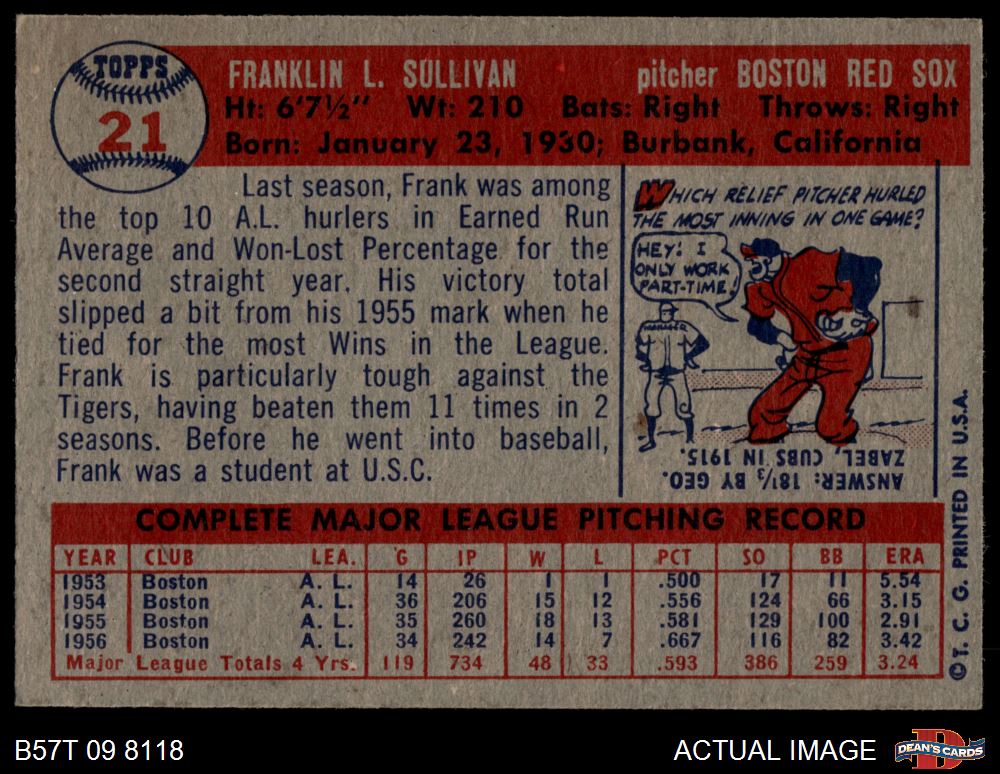 TOPPS
21
FRANKLIN L. SULLIVAN pitcher BOSTON RED SOX
Ht: 6'7½" Wt: 210 Bats: Right Throws: Right
Born: January 23, 1930; Burbank, California
Last season, Frank was among
the top 10 A.L. hurlers in Earned Run
Average and Won-Lost Percentage for the
second straight year. His victory total
slipped a bit from his 1955 mark when he
tied for the most Wins in the League.
Frank is particularly tough against the
Tigers, having beaten them 11 times in 2
seasons. Before he went into baseball,
Frank was a student at U.S.C.
WHICH RELIEF PITCHER HURLED
THE MOST INNING IN ONE GAME?
HEY! I
ONLY WORK
PART-TIME!
MANAGER
ANSWER: 18⅓ BY GEO.
ZABEL, CUBS IN 1915.
COMPLETE MAJOR LEAGUE PITCHING RECORD
YEAR CLUB LEA. G IP W L PCT SO BB ERA
1953 Boston A. L. 14 26 1 1 .500 17 11 5.54
1954 Boston A. L. 36 206 15 12 .556 124 66 3.15
1955 Boston A. L. 35 260 18 13 .581 129 100 2.91
1956 Boston A. L. 34 242 14 7 .667 116 82 3.42
Major League Totals 4 Yrs. 119 734 48 33 .593 386 259 3.24
© T. C. G. PRINTED IN U.S.A.
B57T 09 8118 ACTUAL IMAGE DEAN'S CARDS